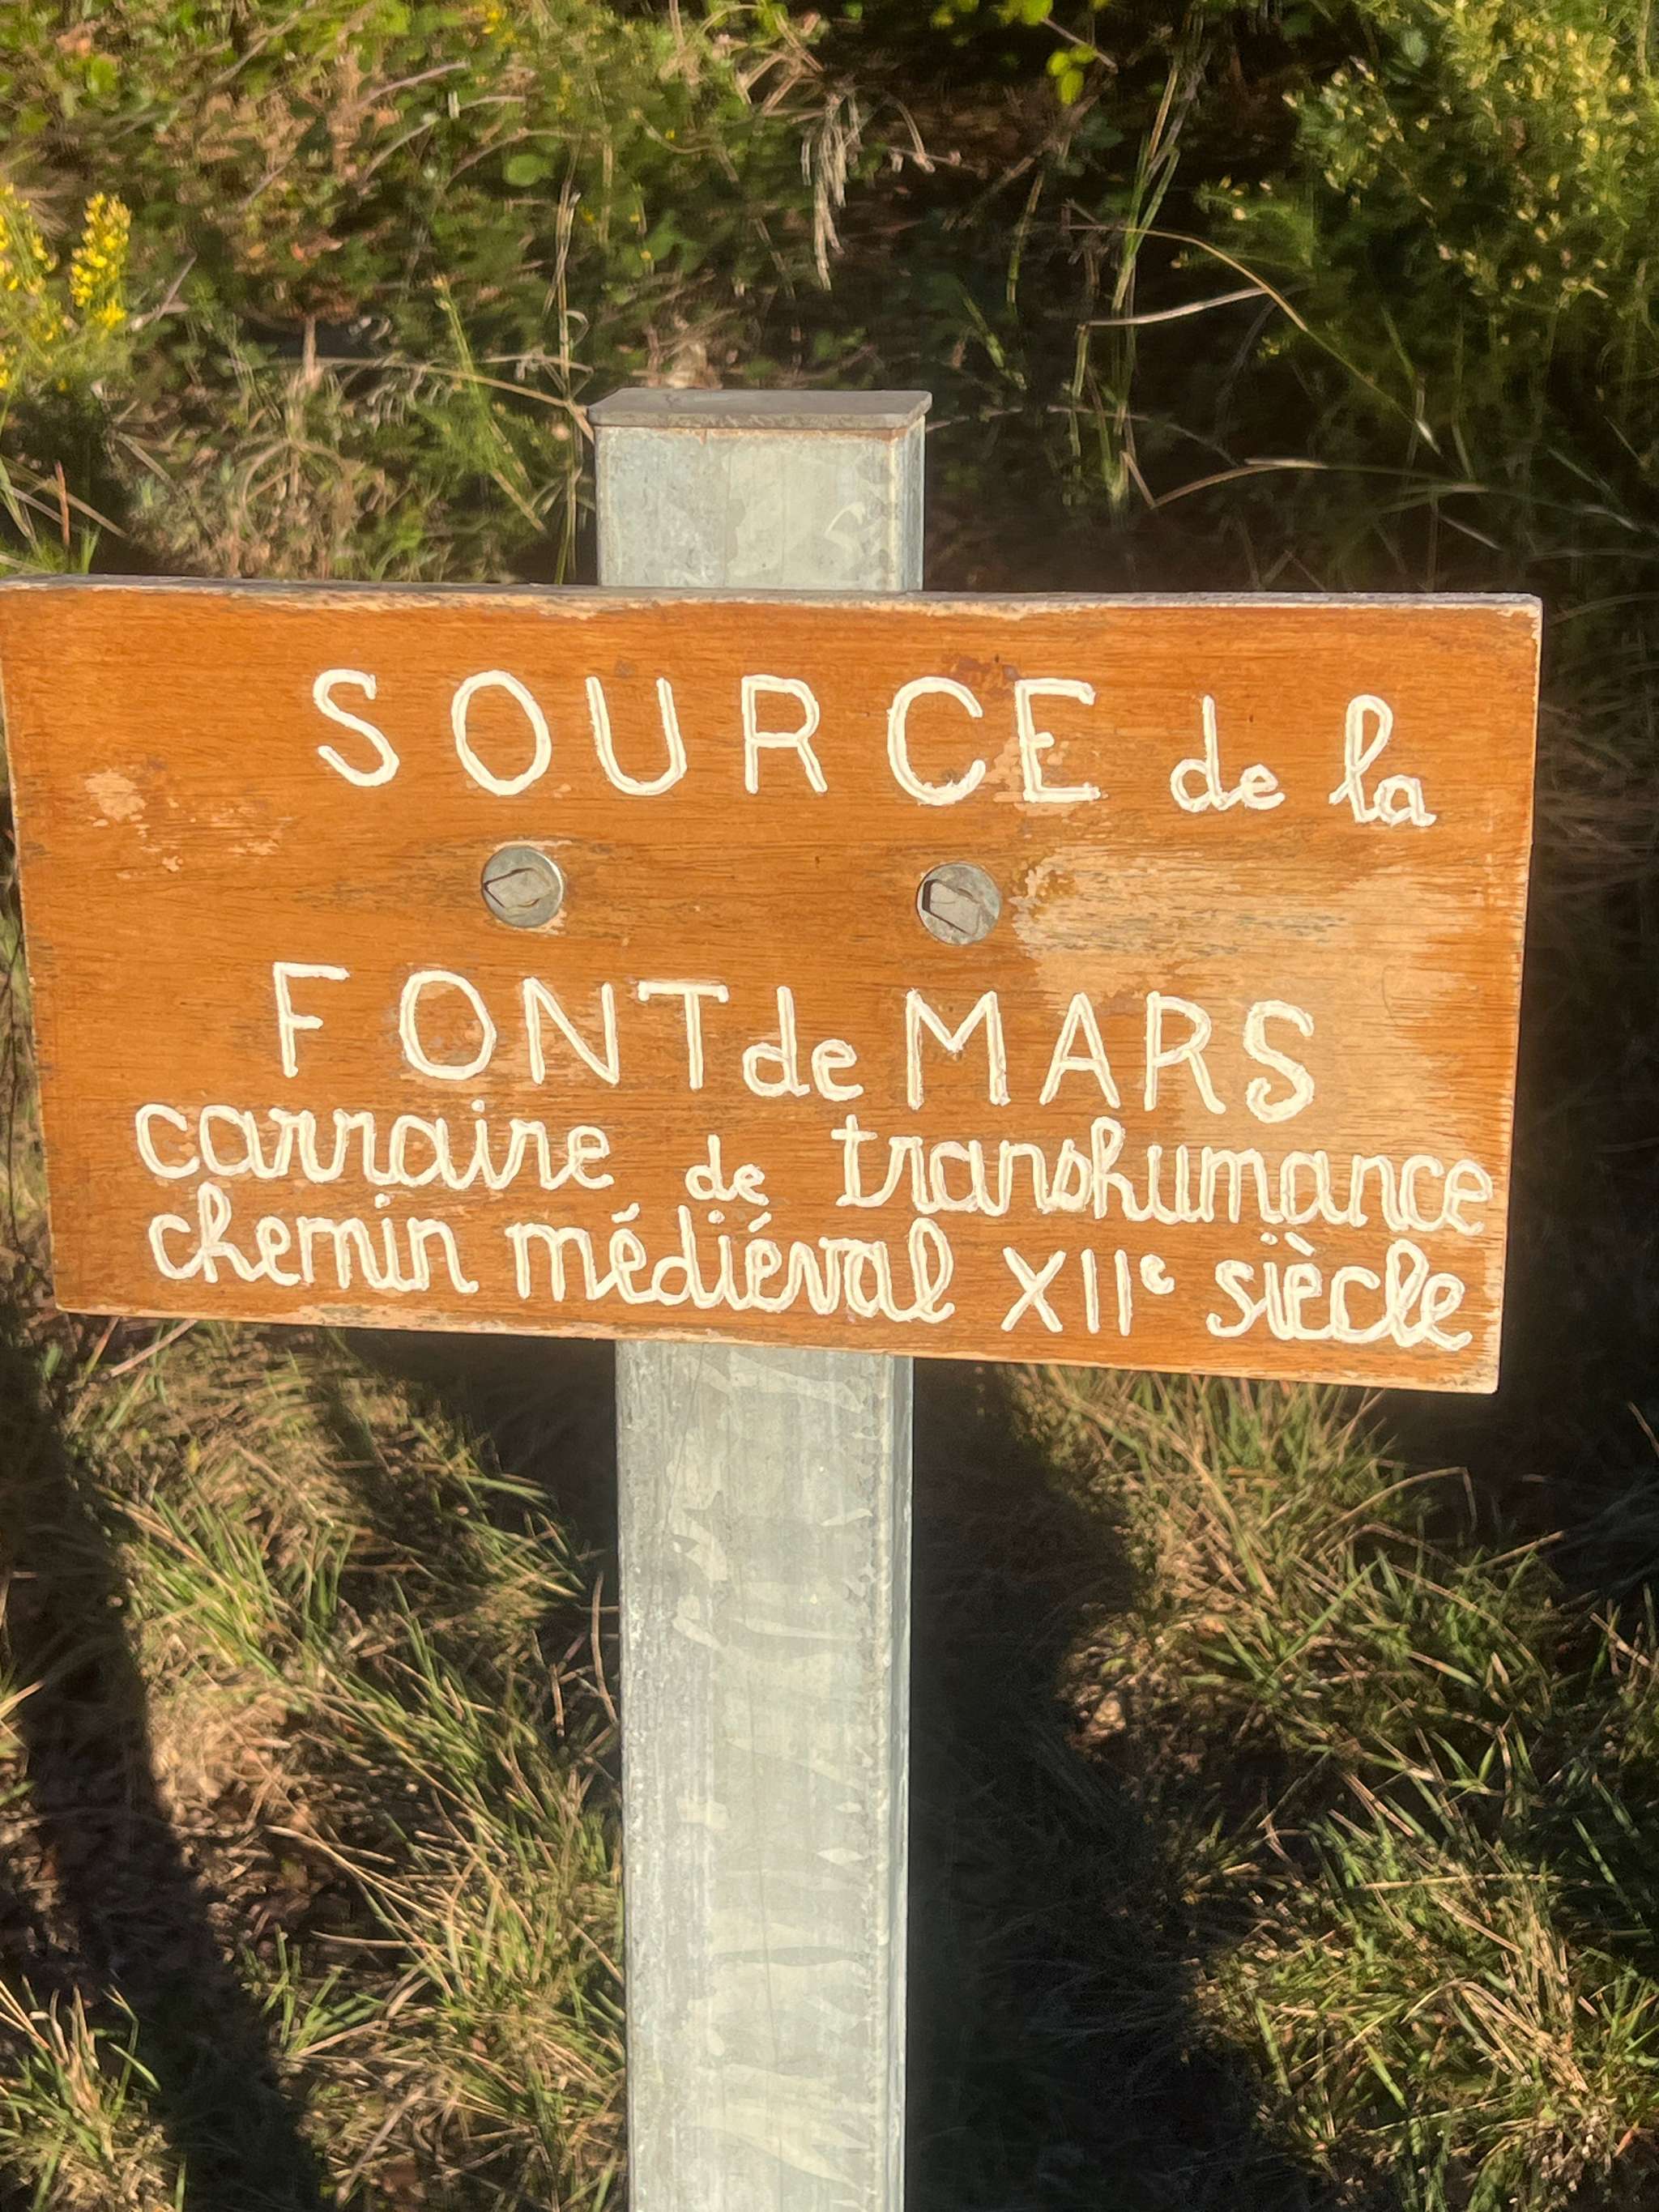 SOURCE de la
FONT de MARS
carraire de transhumance
chemin médiéval XIIe siècle